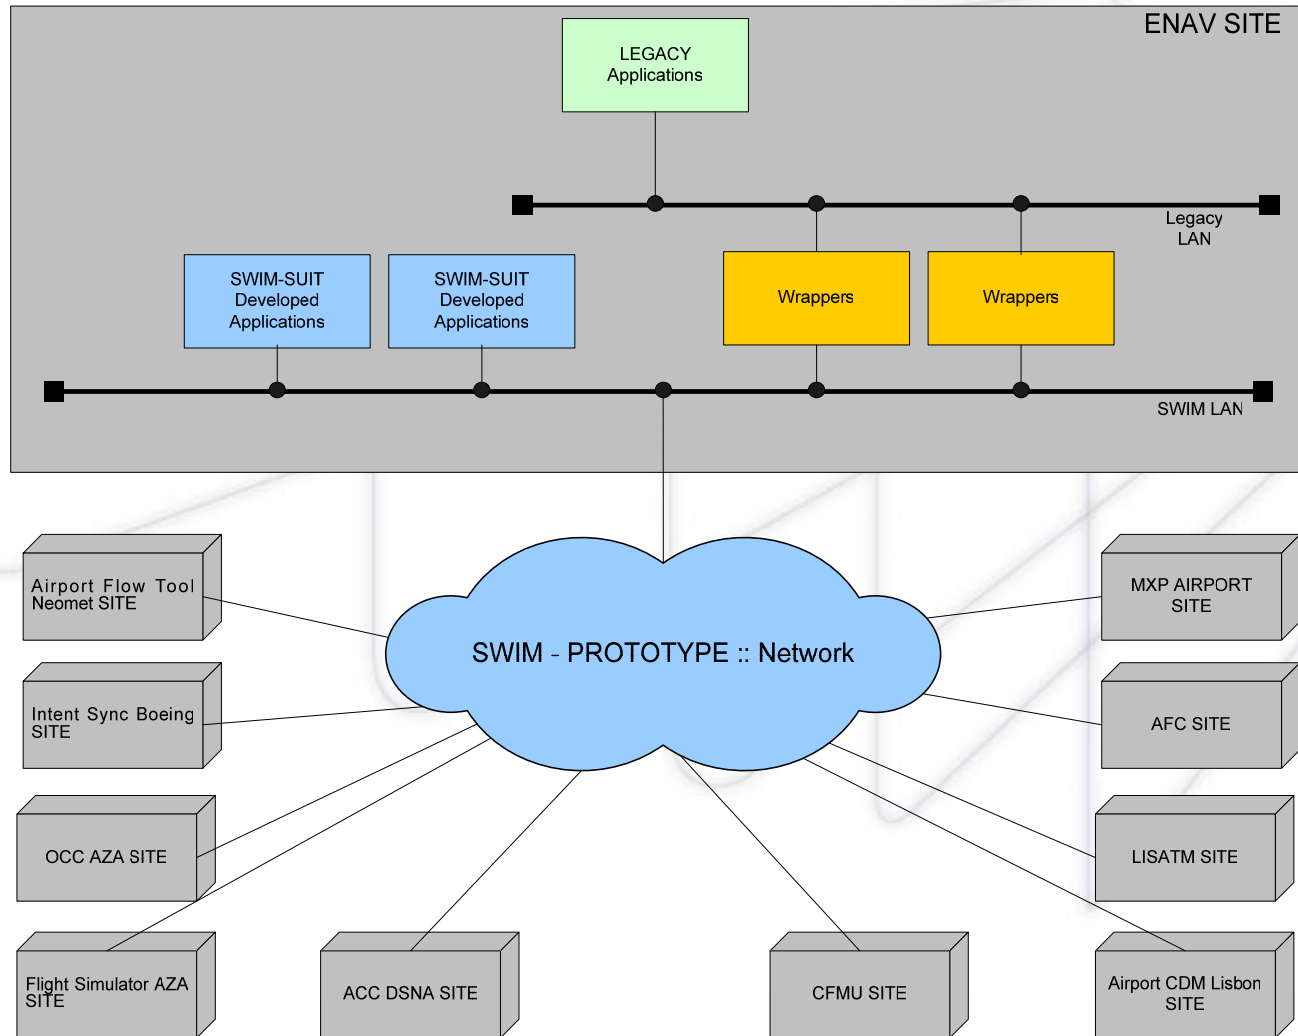 ENAV SITE
LEGACY
Applications
Legacy
LAN
SWIM-SUIT
Developed
Applications
SWIM-SUIT
Developed
Applications
Wrappers
Wrappers
SWIM LAN
Airport Flow Tool
Neomet SITE
MXP AIRPORT
SITE
SWIM - PROTOTYPE :: Network
Intent Sync Boeing
SITE
AFC SITE
OCC AZA SITE
LISATM SITE
Flight Simulator AZA
SITE
ACC DSNA SITE
CFMU SITE
Airport CDM Lisbon
SITE